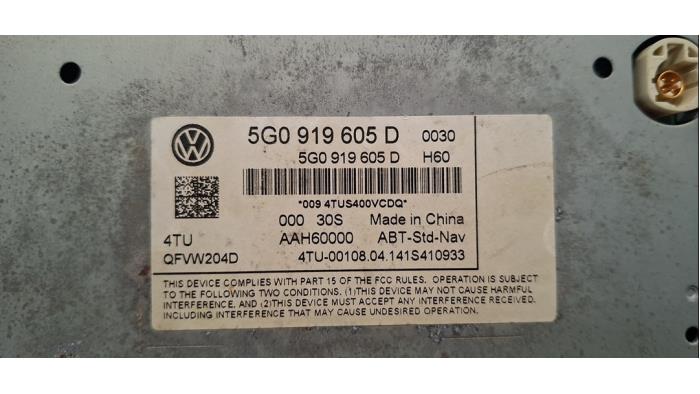 5G0 919 605 D 0030
5G0 919 605 D H60
*009 4TUS400VCDQ*
000 30S Made in China
4TU AAH60000 ABT-Std-Nav
QFVW204D 4TU-00108.04.141S410933
THIS DEVICE COMPLIES WITH PART 15 OF THE FCC RULES. OPERATION IS SUBJECT
TO THE FOLLOWING TWO CONDITIONS. (1)THIS DEVICE MAY NOT CAUSE HARMFUL
INTERFERENCE. AND (2)THIS DEVICE MUST ACCEPT ANY INTERFERENCE RECEIVED.
INCLUDING INTERFERENCE THAT MAY CAUSE UNDESIRED OPERATION.